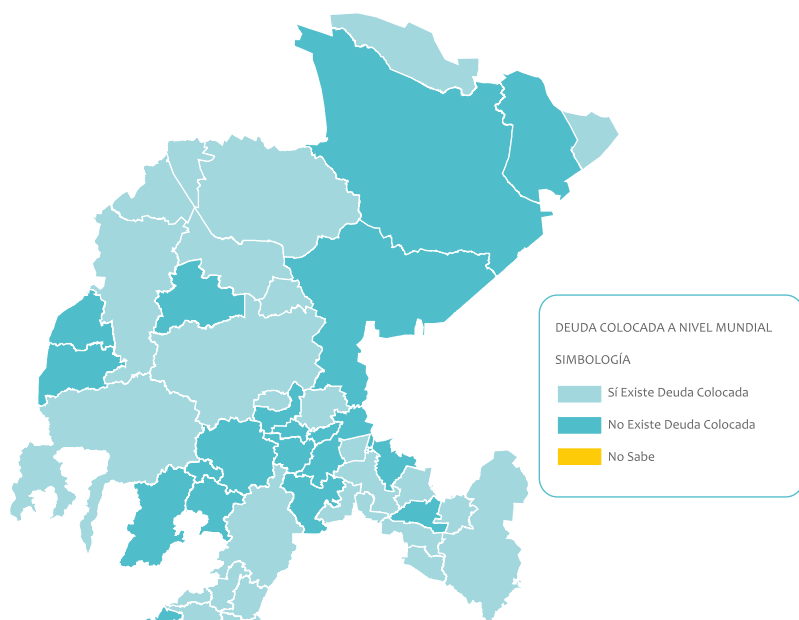 DEUDA COLOCADA A NIVEL MUNDIAL
SIMBOLOGÍA
Sí Existe Deuda Colocada
No Existe Deuda Colocada
No Sabe